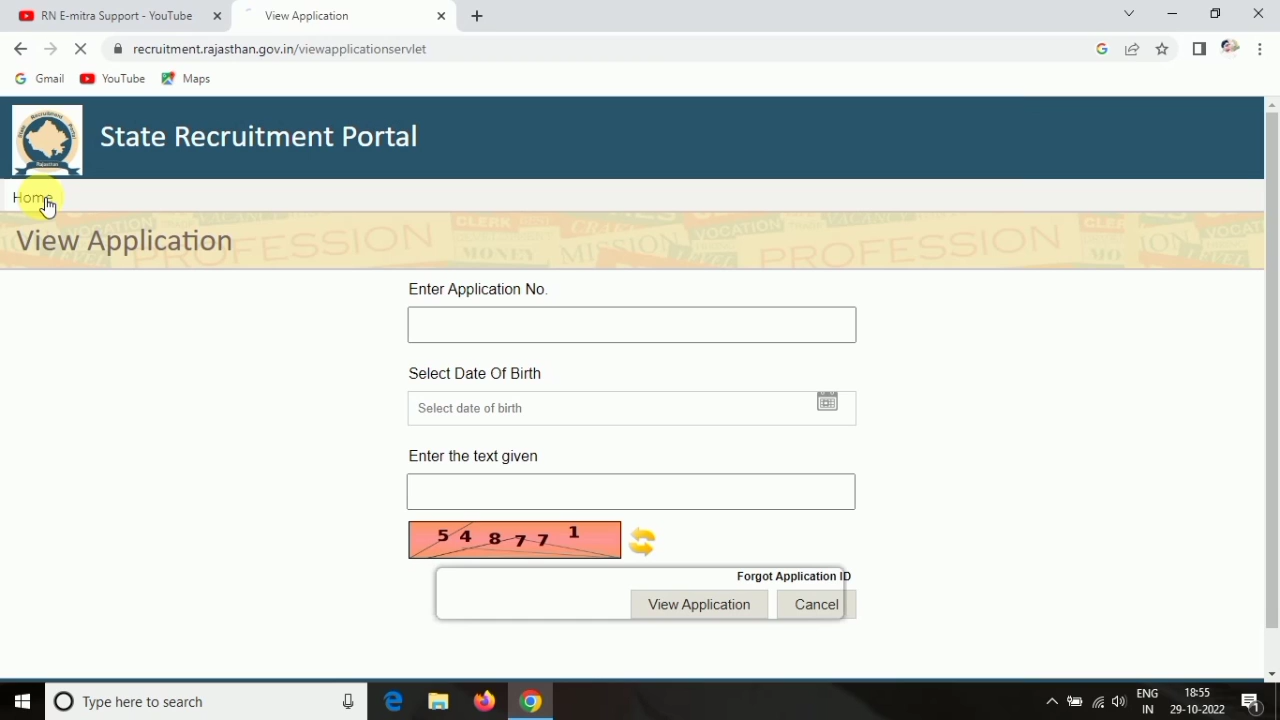 RN E-mitra Support - YouTube
View Application
recruitment.rajasthan.gov.in/viewapplicationservlet
Gmail YouTube Maps
State Recruitment Portal
Home
View Application
Enter Application No.
Select Date Of Birth
Select date of birth
Enter the text given
5 4 8 7 7 1
Forgot Application ID
View Application Cancel
Type here to search
ENG 18:55
IN 29-10-2022
1